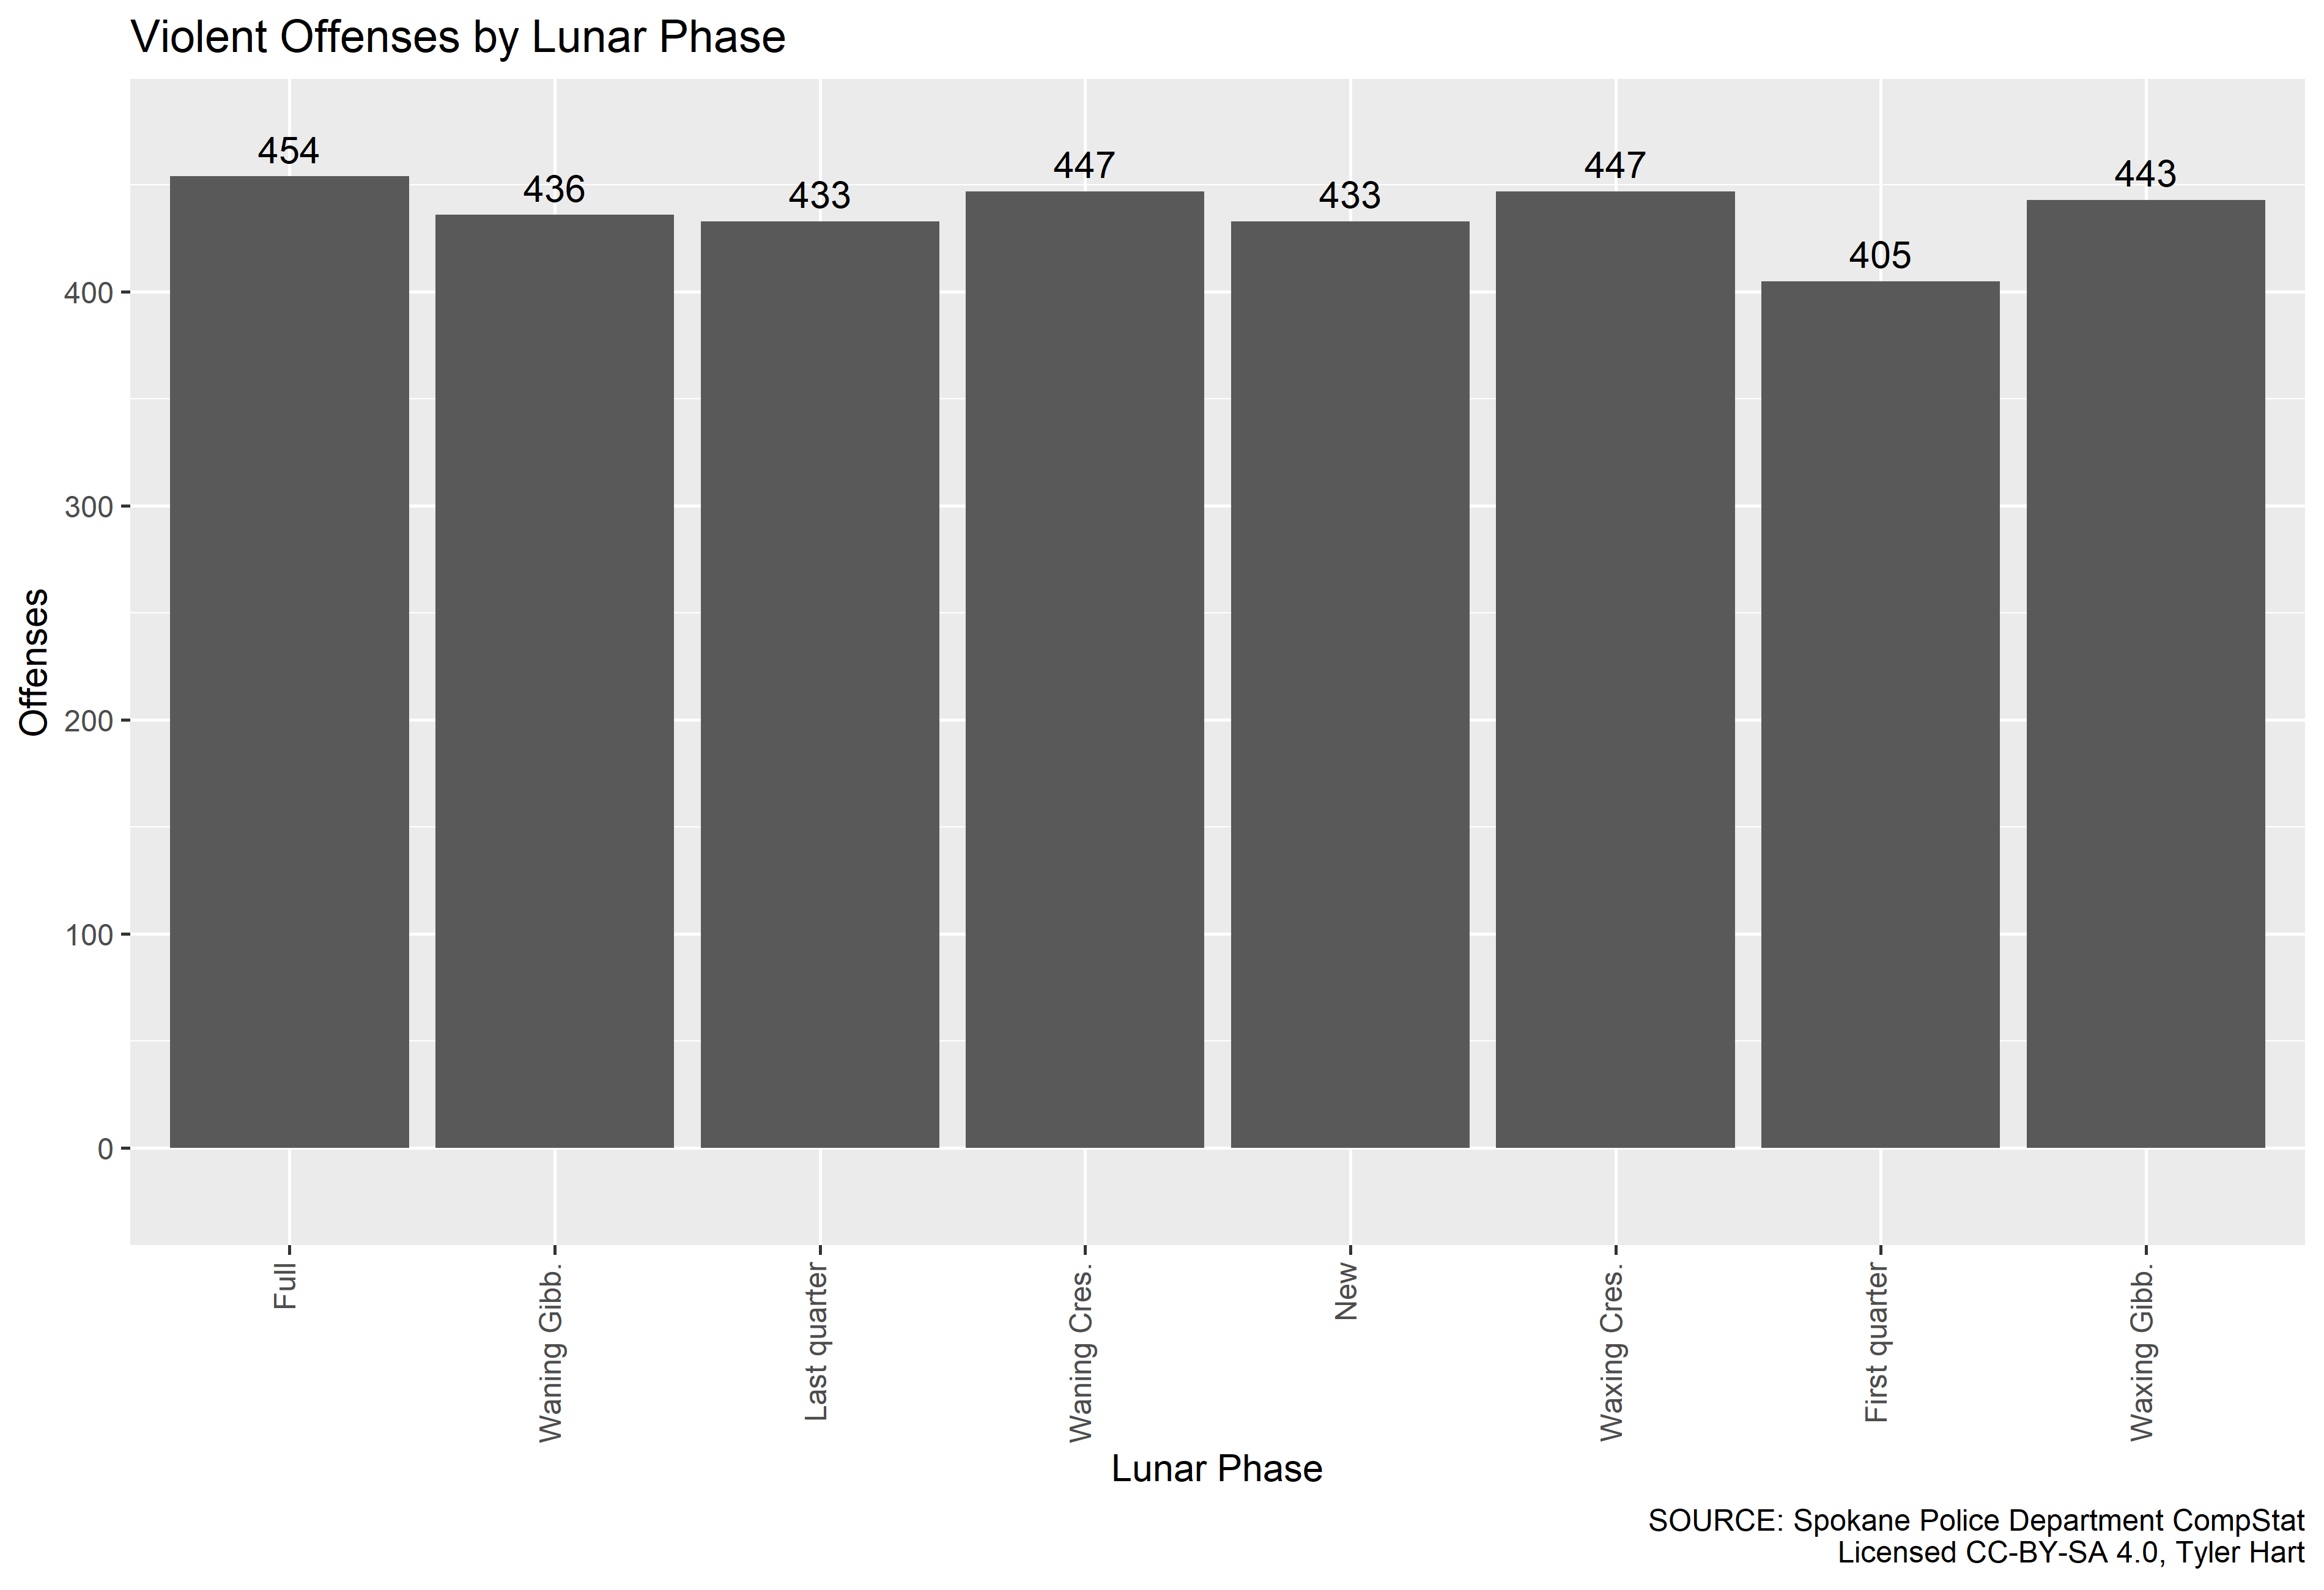 Violent Offenses by Lunar Phase
454
436
433
447
433
447
405
443
400
300
200
100
0
Offenses
Full
Waning Gibb.
Last quarter
Waning Cres.
New
Waxing Cres.
First quarter
Waxing Gibb.
Lunar Phase
SOURCE: Spokane Police Department CompStat
Licensed CC-BY-SA 4.0, Tyler Hart